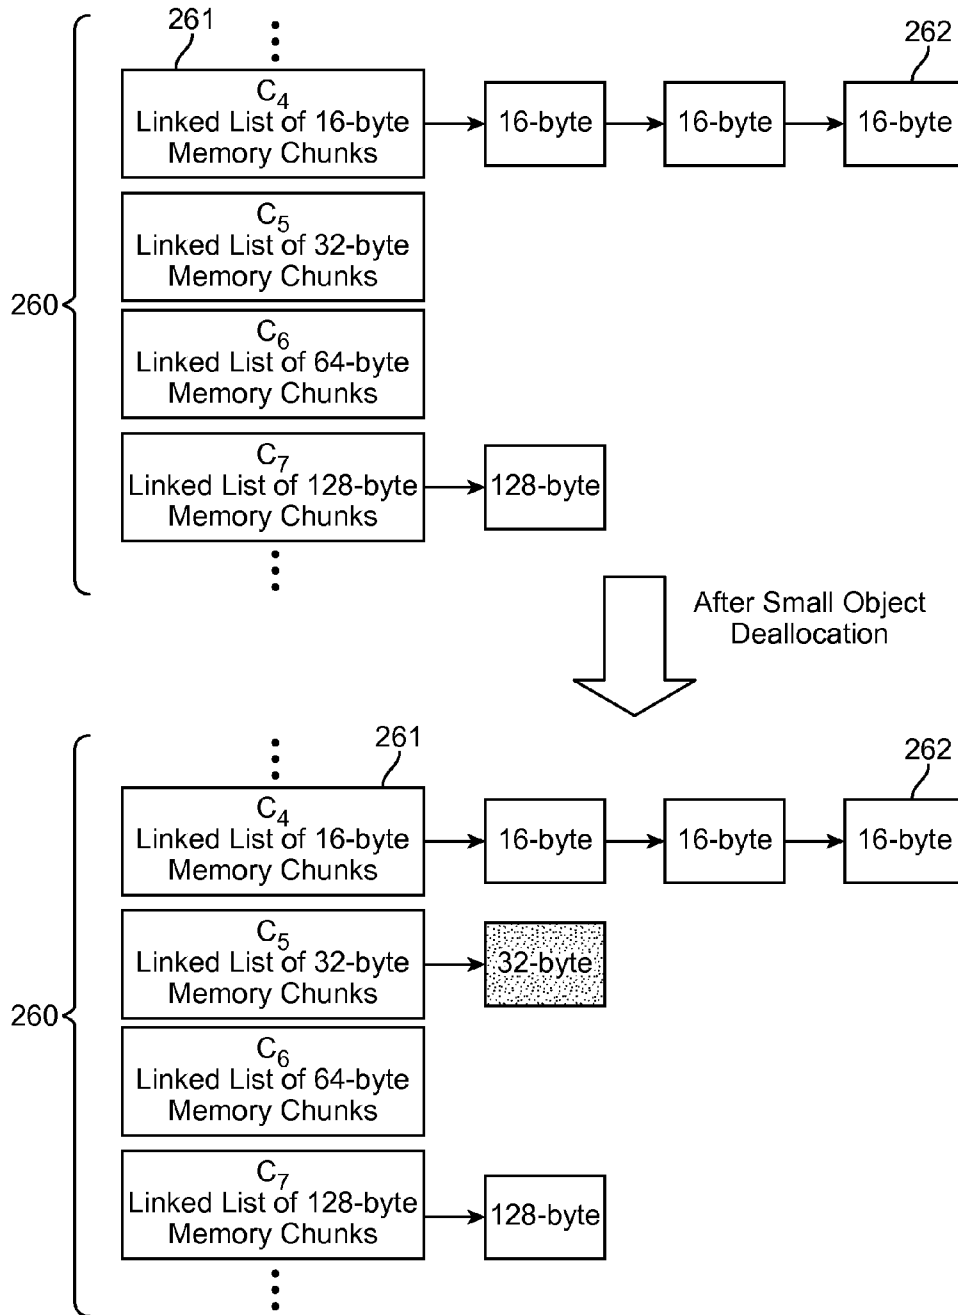 261
262
C4
Linked List of 16-byte
Memory Chunks
16-byte
16-byte
16-byte
C5
Linked List of 32-byte
Memory Chunks
260
C6
Linked List of 64-byte
Memory Chunks
C7
Linked List of 128-byte
Memory Chunks
128-byte
After Small Object
Deallocation
261
262
C4
Linked List of 16-byte
Memory Chunks
16-byte
16-byte
16-byte
C5
Linked List of 32-byte
Memory Chunks
32-byte
260
C6
Linked List of 64-byte
Memory Chunks
C7
Linked List of 128-byte
Memory Chunks
128-byte